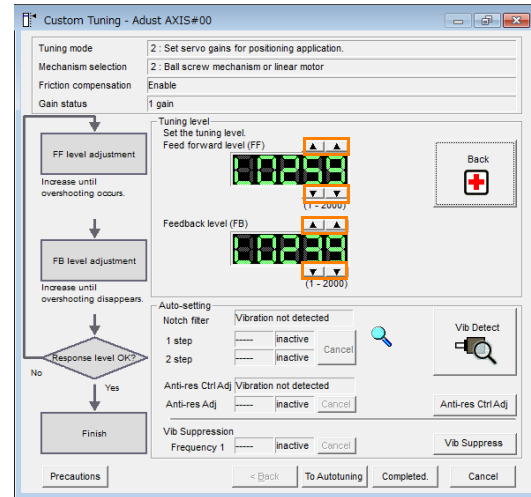 Custom Tuning - Adust AXIS#00
Tuning mode 2 : Set servo gains for positioning application.
Mechanism selection 2 : Ball screw mechanism or linear motor
Friction compensation Enable
Gain status 1 gain
FF level adjustment
Increase until
overshooting occurs.
FB level adjustment
Increase until
overshooting disappears.
Response level OK?
No
Yes
Finish
Tuning level
Set the tuning level.
Feed forward level (FF)
(1 - 2000)
Feedback level (FB)
(1 - 2000)
Back
Auto-setting
Notch filter Vibration not detected
1 step ----- inactive
Cancel
2 step ----- inactive
Vib Detect
Anti-res Ctrl Adj Vibration not detected
Anti-res Adj ----- inactive Cancel
Anti-res Ctrl Adj
Vib Suppression
Frequency 1 ----- inactive Cancel
Vib Suppress
Precautions
< Back To Autotuning Completed. Cancel